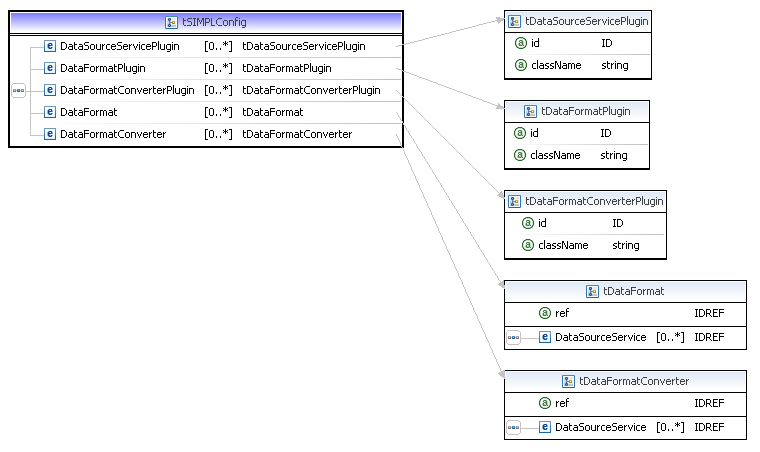 tSIMPLConfig
e DataSourceServicePlugin [0..*] tDataSourceServicePlugin
e DataFormatPlugin [0..*] tDataFormatPlugin
e DataFormatConverterPlugin [0..*] tDataFormatConverterPlugin
e DataFormat [0..*] tDataFormat
e DataFormatConverter [0..*] tDataFormatConverter
tDataSourceServicePlugin
a id ID
a className string
tDataFormatPlugin
a id ID
a className string
tDataFormatConverterPlugin
a id ID
a className string
tDataFormat
a ref IDREF
e DataSourceService [0..*] IDREF
tDataFormatConverter
a ref IDREF
e DataSourceService [0..*] IDREF